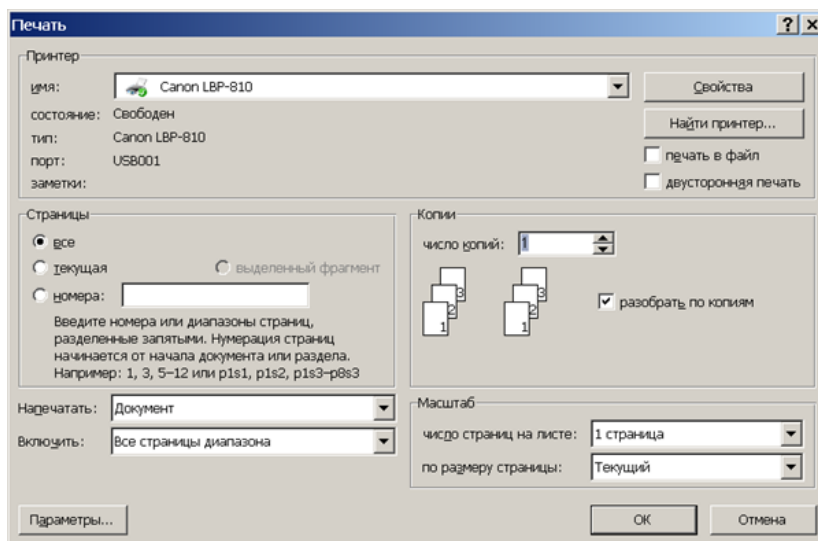 Печать
Принтер
имя: Canon LBP-810
Свойства
состояние: Свободен
Найти принтер...
тип: Canon LBP-810
порт: USB001
печать в файл
заметки:
двусторонняя печать
Страницы
все
текущая
выделенный фрагмент
номера:
Введите номера или диапазоны страниц,
разделенные запятыми. Нумерация страниц
начинается от начала документа или раздела.
Например: 1, 3, 5–12 или p1s1, p1s2, p1s3–p8s3
Копии
число копий: 1
3
2
1
3
2
1
разобрать по копиям
Напечатать: Документ
Включить: Все страницы диапазона
Масштаб
число страниц на листе: 1 страница
по размеру страницы: Текущий
Параметры...
ОК
Отмена